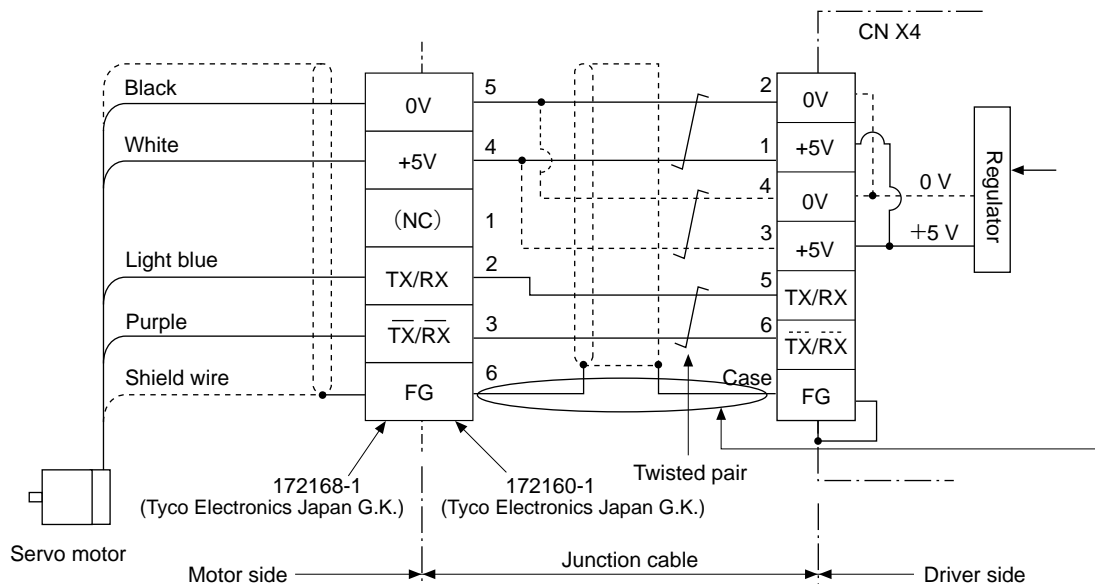 CN X4
Black
White
Light blue
Purple
Shield wire
0V
+5V
(NC)
TX/RX
TX/RX
FG
5
4
1
2
3
6
2
1
4
3
5
6
Case
0V
+5V
0V
+5V
TX/RX
TX/RX
FG
0 V
+5 V
Regulator
172168-1
(Tyco Electronics Japan G.K.)
172160-1
(Tyco Electronics Japan G.K.)
Twisted pair
Servo motor
Motor side
Junction cable
Driver side